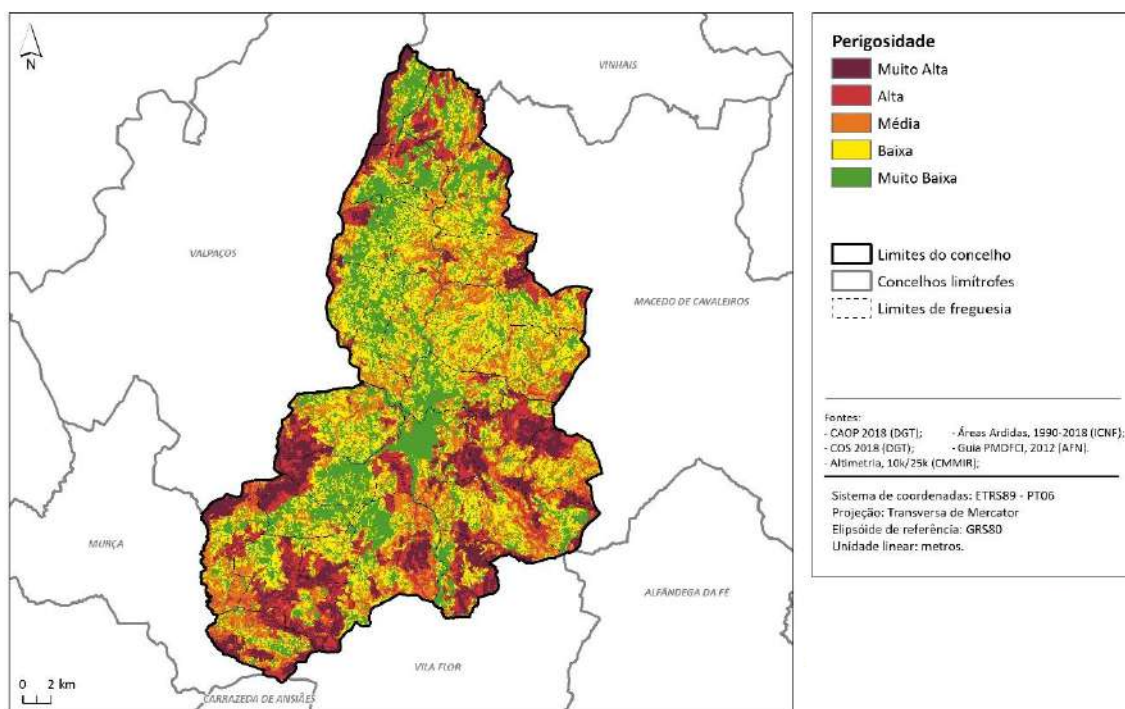 N
VINHAIS
VALPAÇOS
MACEDO DE CAVALEIROS
MURÇA
ALFÂNDEGA DA FÉ
VILA FLOR
CARRAZEDA DE ANSIÃES
0 2 km
Perigosidade
Muito Alta
Alta
Média
Baixa
Muito Baixa
Limites do concelho
Concelhos limítrofes
Limites de freguesia
Fontes:
- CAOP 2018 (DGT); - Áreas Ardidas, 1990-2018 (ICNF);
- COS 2018 (DGT); - Guia PMDFCI, 2012 (AFN).
- Altimetria, 10k/25k (CMMIR);
Sistema de coordenadas: ETRS89 - PT06
Projeção: Transversa de Mercator
Elipsóide de referência: GRS80
Unidade linear: metros.